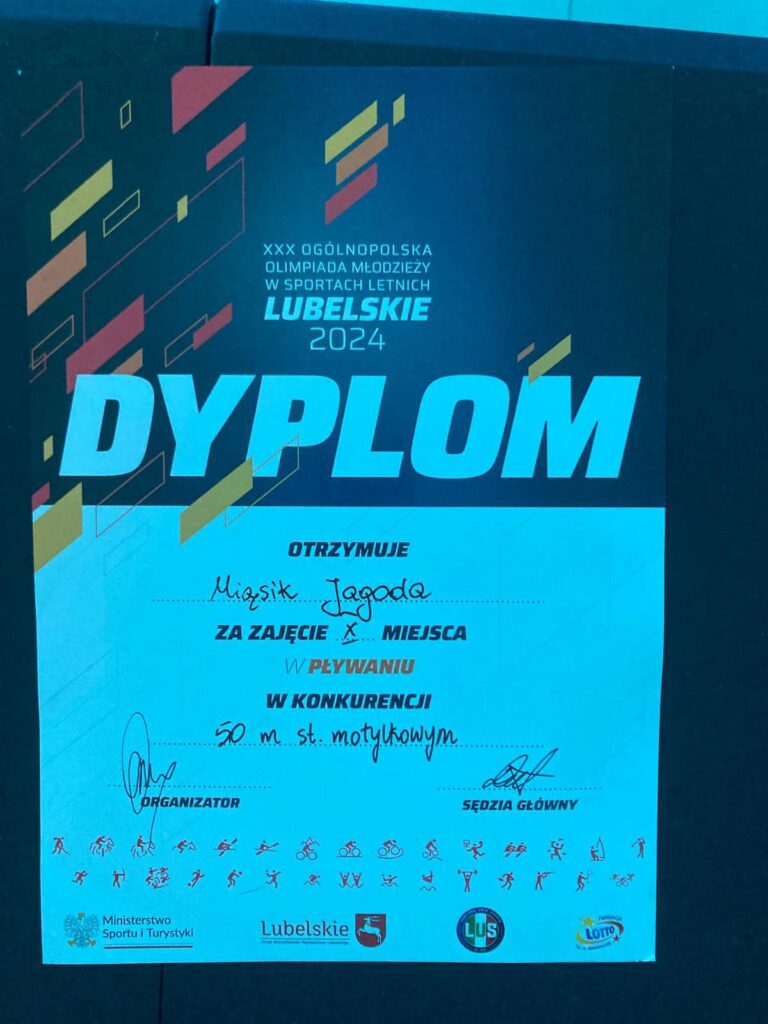 XXX OGÓLNOPOLSKA
OLIMPIADA MŁODZIEŻY
W SPORTACH LETNICH
LUBELSKIE
2024
DYPLOM
OTRZYMUJE
Miąsik Jagoda
ZA ZAJĘCIE X MIEJSCA
W PŁYWANIU
W KONKURENCJI
50 m st. motylkowym
ORGANIZATOR
SĘDZIA GŁÓWNY
Ministerstwo
Sportu i Turystyki
Lubelskie
LUS
FUNDACJA
LOTTO